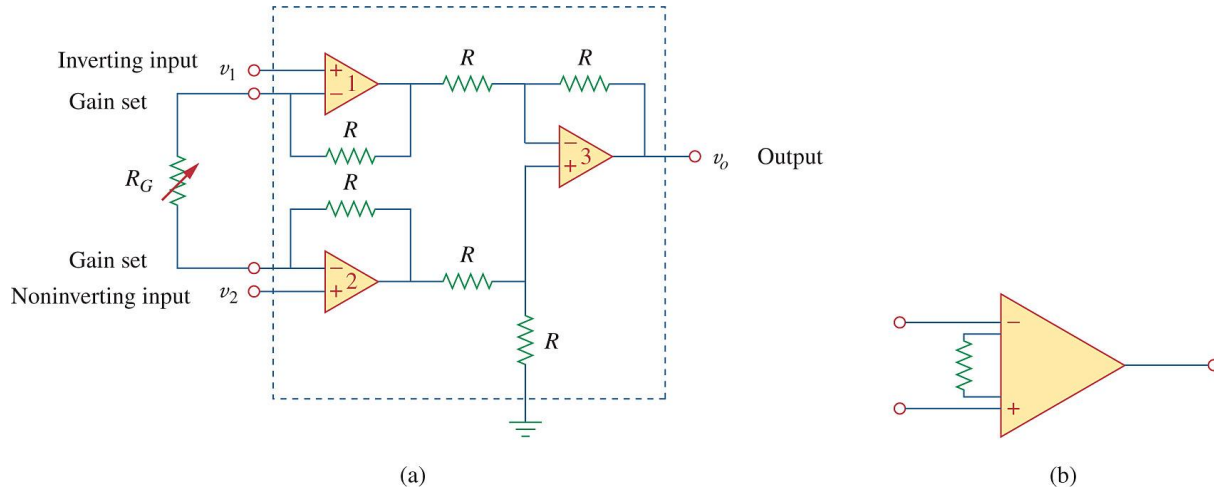 Inverting input v1
Gain set
+
1
−
R
R
R
R
RG
−
3
+
vo Output
Gain set
Noninverting input v2
−
2
+
R
R
−
+
(a)
(b)